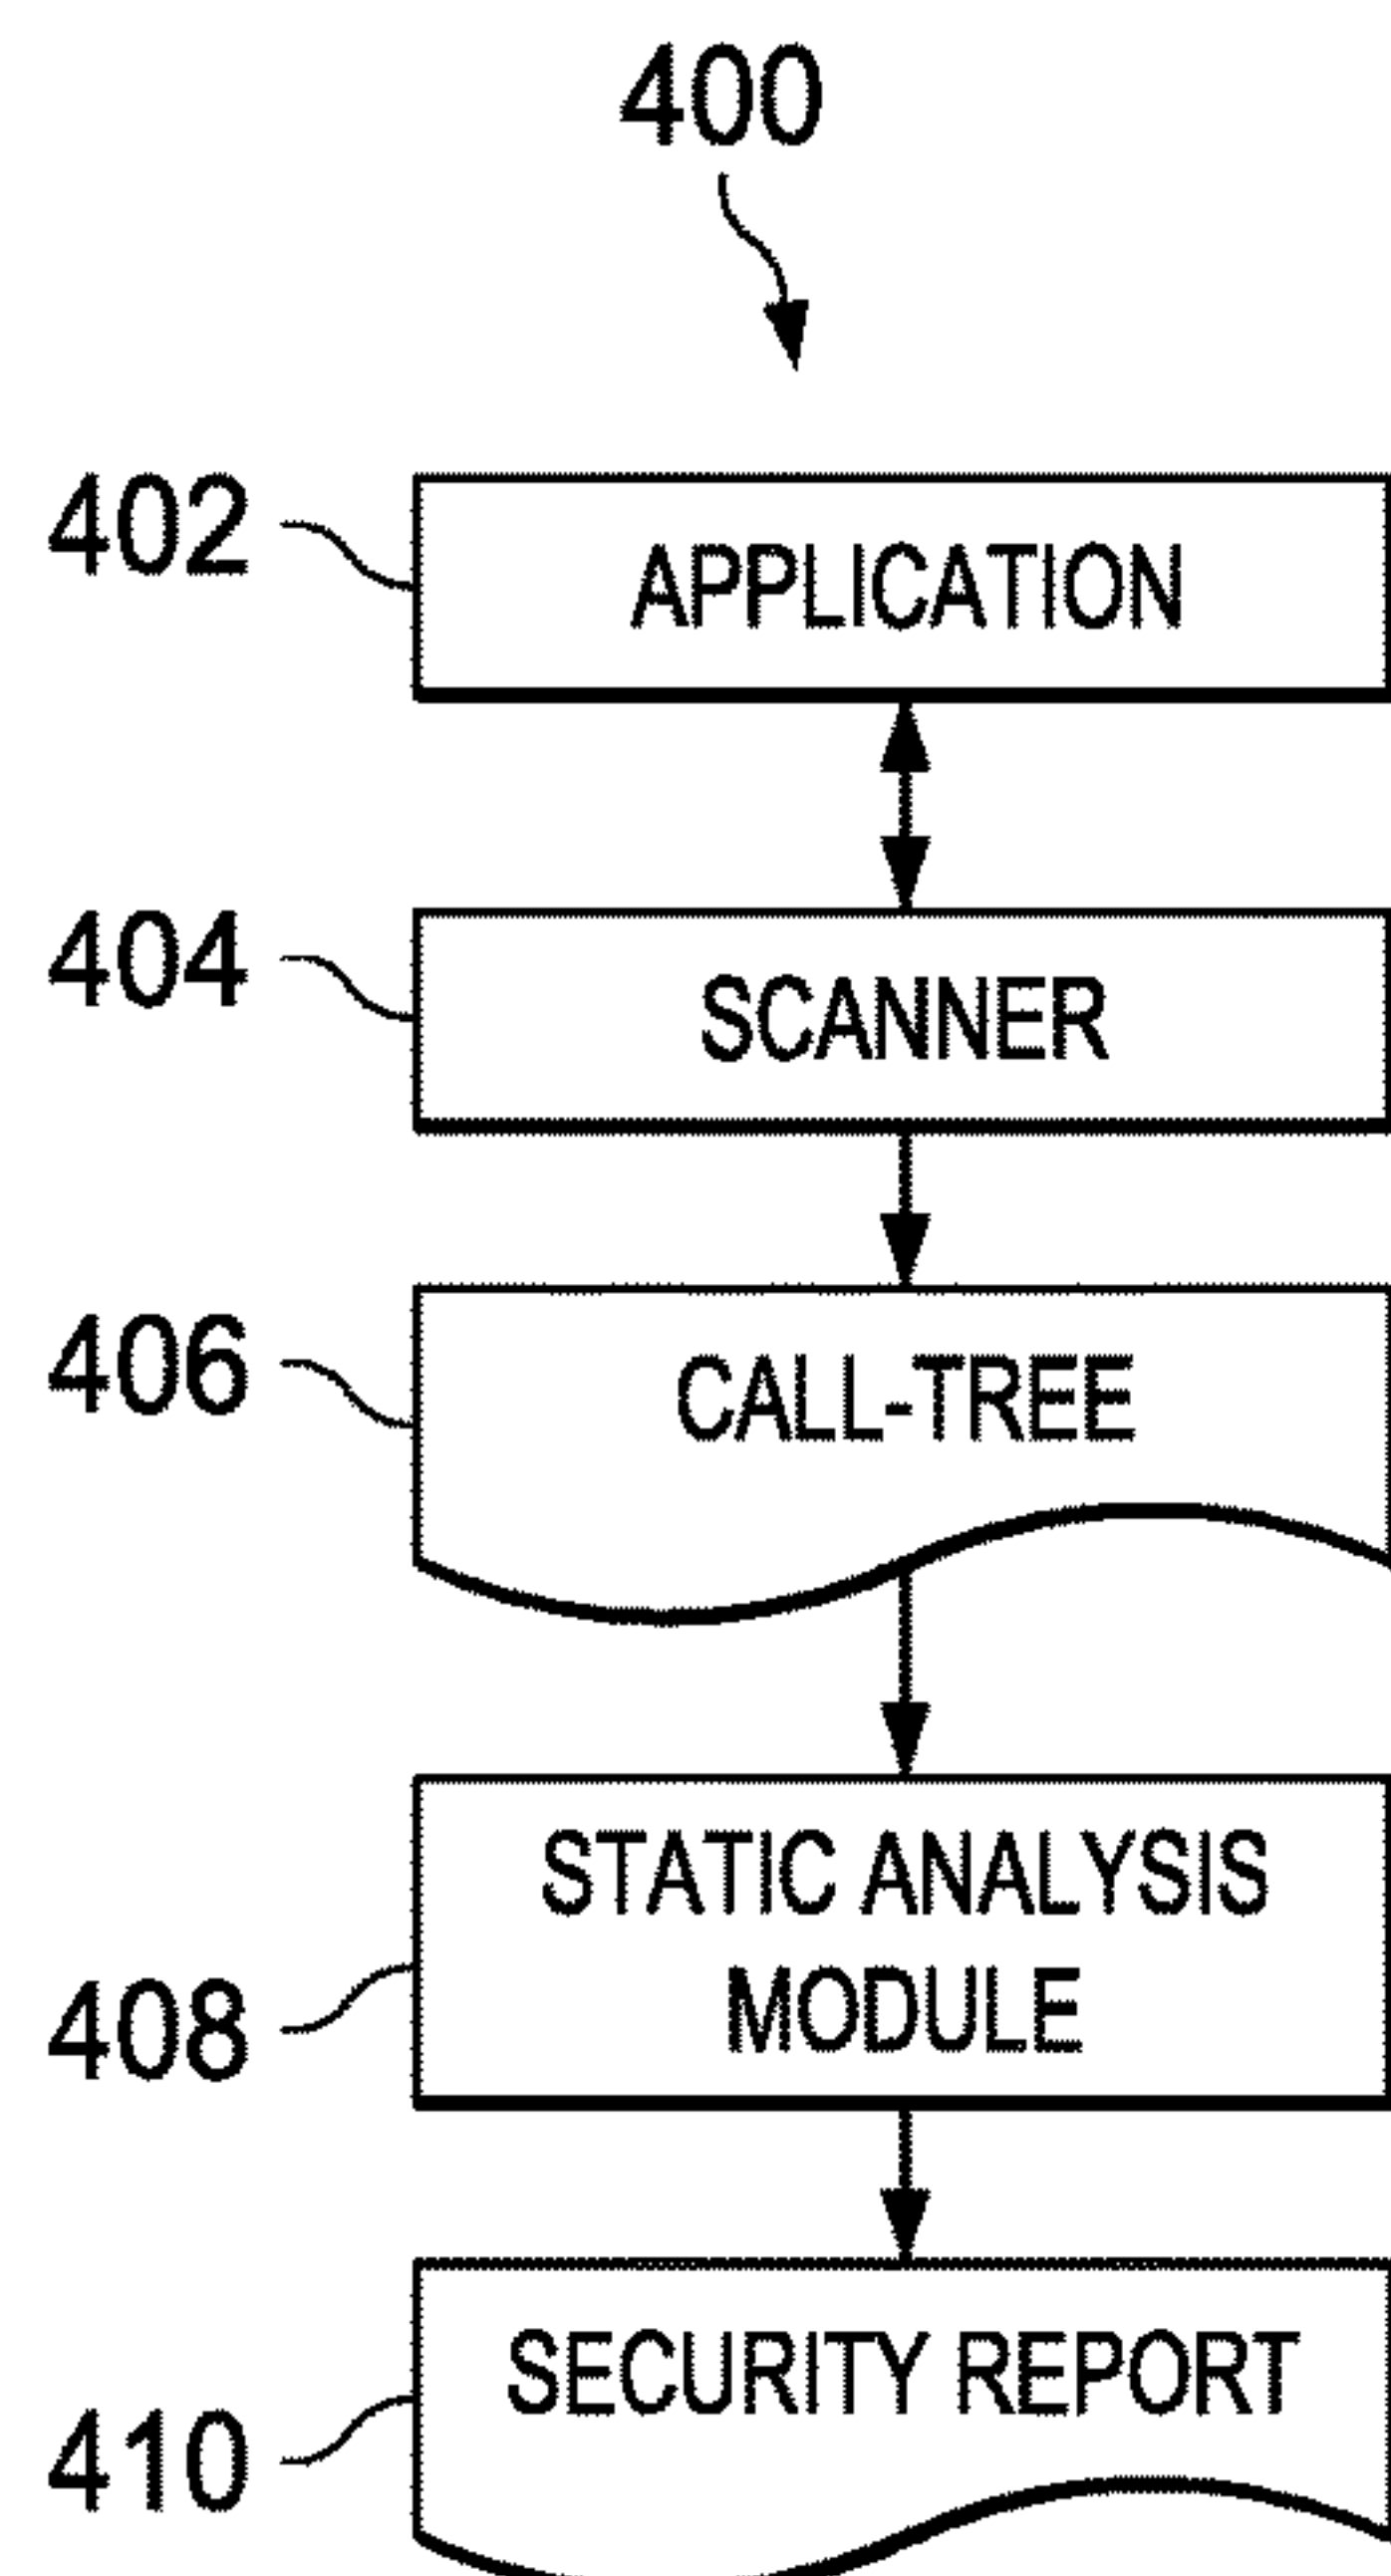 400
402
APPLICATION
404
SCANNER
406
CALL-TREE
STATIC ANALYSIS
MODULE
408
SECURITY REPORT
410